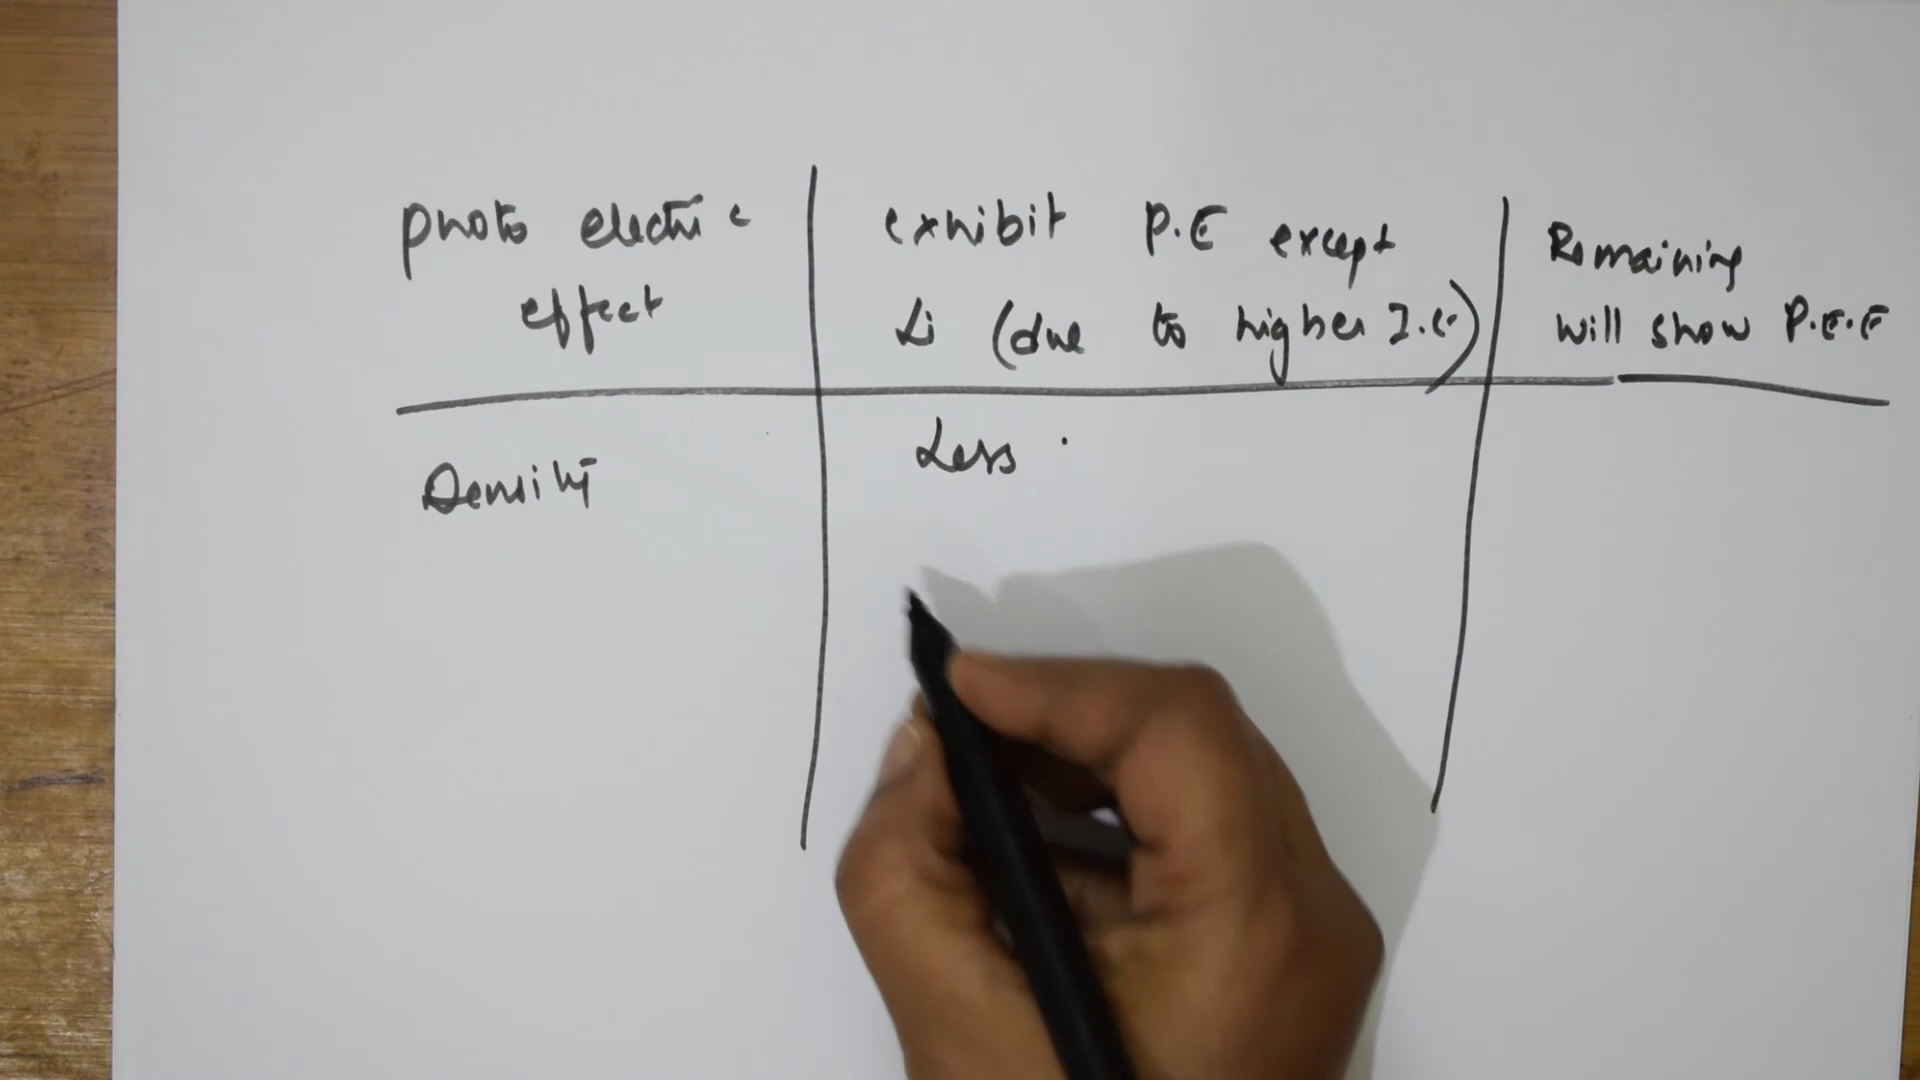 photo electric
effect
exhibit P.E except
Li (due to higher I.E)
Remaining
will show P.E.E
Density
Less